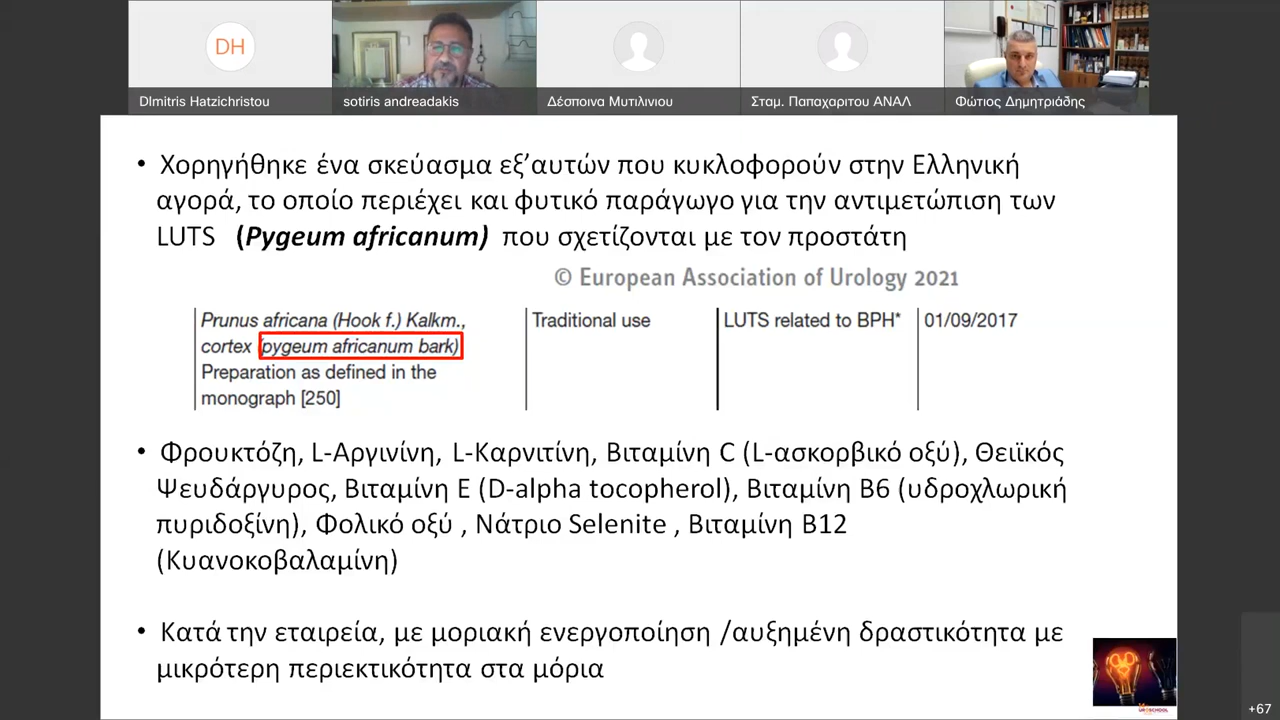 DH
DImitris Hatzichristou
sotiris andreadakis
Δέσποινα Μυτιλινιου
Σταμ. Παπαχαριτου ΑΝΑΛ
Φώτιος Δημητριάδης
• Χορηγήθηκε ένα σκεύασμα εξ’αυτών που κυκλοφορούν στην Ελληνική
αγορά, το οποίο περιέχει και φυτικό παράγωγο για την αντιμετώπιση των
LUTS (Pygeum africanum) που σχετίζονται με τον προστάτη
© European Association of Urology 2021
Prunus africana (Hook f.) Kalkm.,
cortex (pygeum africanum bark)
Preparation as defined in the
monograph [250]
Traditional use
LUTS related to BPH*
01/09/2017
• Φρουκτόζη, L-Αργινίνη, L-Καρνιτίνη, Βιταμίνη C (L-ασκορβικό οξύ), Θειϊκός
Ψευδάργυρος, Βιταμίνη Ε (D-alpha tocopherol), Βιταμίνη Β6 (υδροχλωρική
πυριδοξίνη), Φολικό οξύ , Νάτριο Selenite , Βιταμίνη Β12
(Κυανοκοβαλαμίνη)
• Κατά την εταιρεία, με μοριακή ενεργοποίηση /αυξημένη δραστικότητα με
μικρότερη περιεκτικότητα στα μόρια
+67